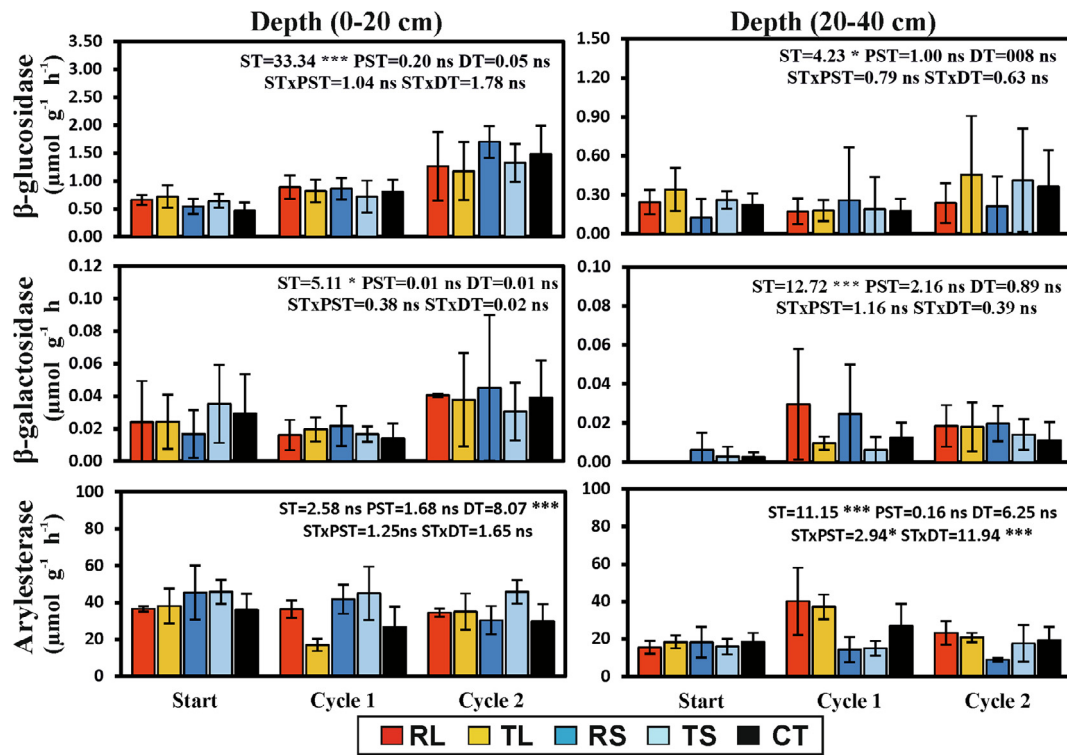 Depth (0-20 cm)
Depth (20-40 cm)
β-glucosidase
(µmol g⁻¹ h⁻¹)
3.50
3.00
2.50
2.00
1.50
1.00
0.50
0.00
ST=33.34 *** PST=0.20 ns DT=0.05 ns
STxPST=1.04 ns STxDT=1.78 ns
1.50
1.20
0.90
0.60
0.30
0.00
ST=4.23 * PST=1.00 ns DT=008 ns
STxPST=0.79 ns STxDT=0.63 ns
β-galactosidase
(µmol g⁻¹ h
0.12
0.10
0.08
0.06
0.04
0.02
0.00
ST=5.11 * PST=0.01 ns DT=0.01 ns
STxPST=0.38 ns STxDT=0.02 ns
0.10
0.08
0.06
0.04
0.02
0.00
ST=12.72 *** PST=2.16 ns DT=0.89 ns
STxPST=1.16 ns STxDT=0.39 ns
Arylesterase
(µmol g⁻¹ h⁻¹)
100
80
60
40
20
0
ST=2.58 ns PST=1.68 ns DT=8.07 ***
STxPST=1.25ns STxDT=1.65 ns
100
80
60
40
20
0
ST=11.15 *** PST=0.16 ns DT=6.25 ns
STxPST=2.94* STxDT=11.94 ***
Start Cycle 1 Cycle 2
Start Cycle 1 Cycle 2
RL TL RS TS CT